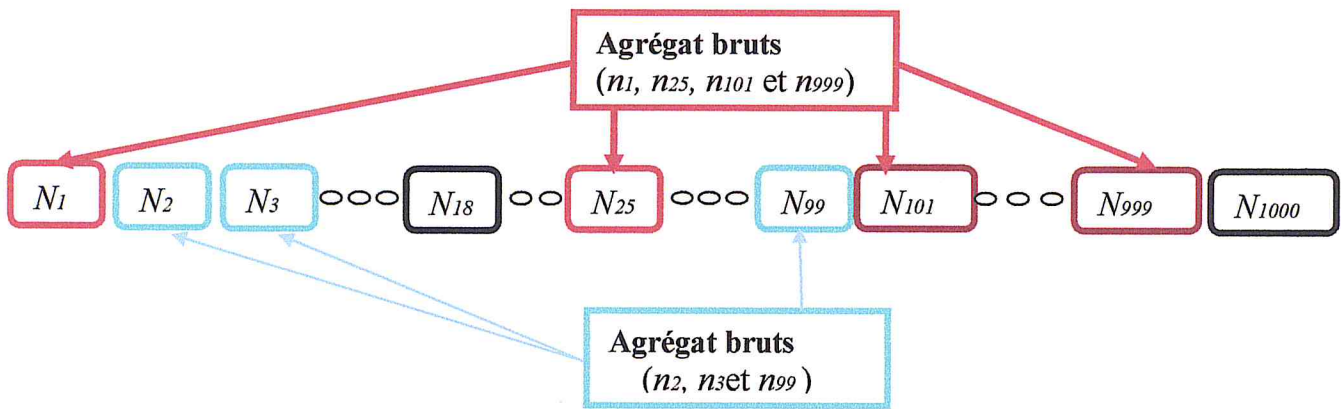 Agrégat bruts
(n1, n25, n101 et n999)
N1 N2 N3 N18 N25 N99 N101 N999 N1000
Agrégat bruts
(n2, n3et n99 )